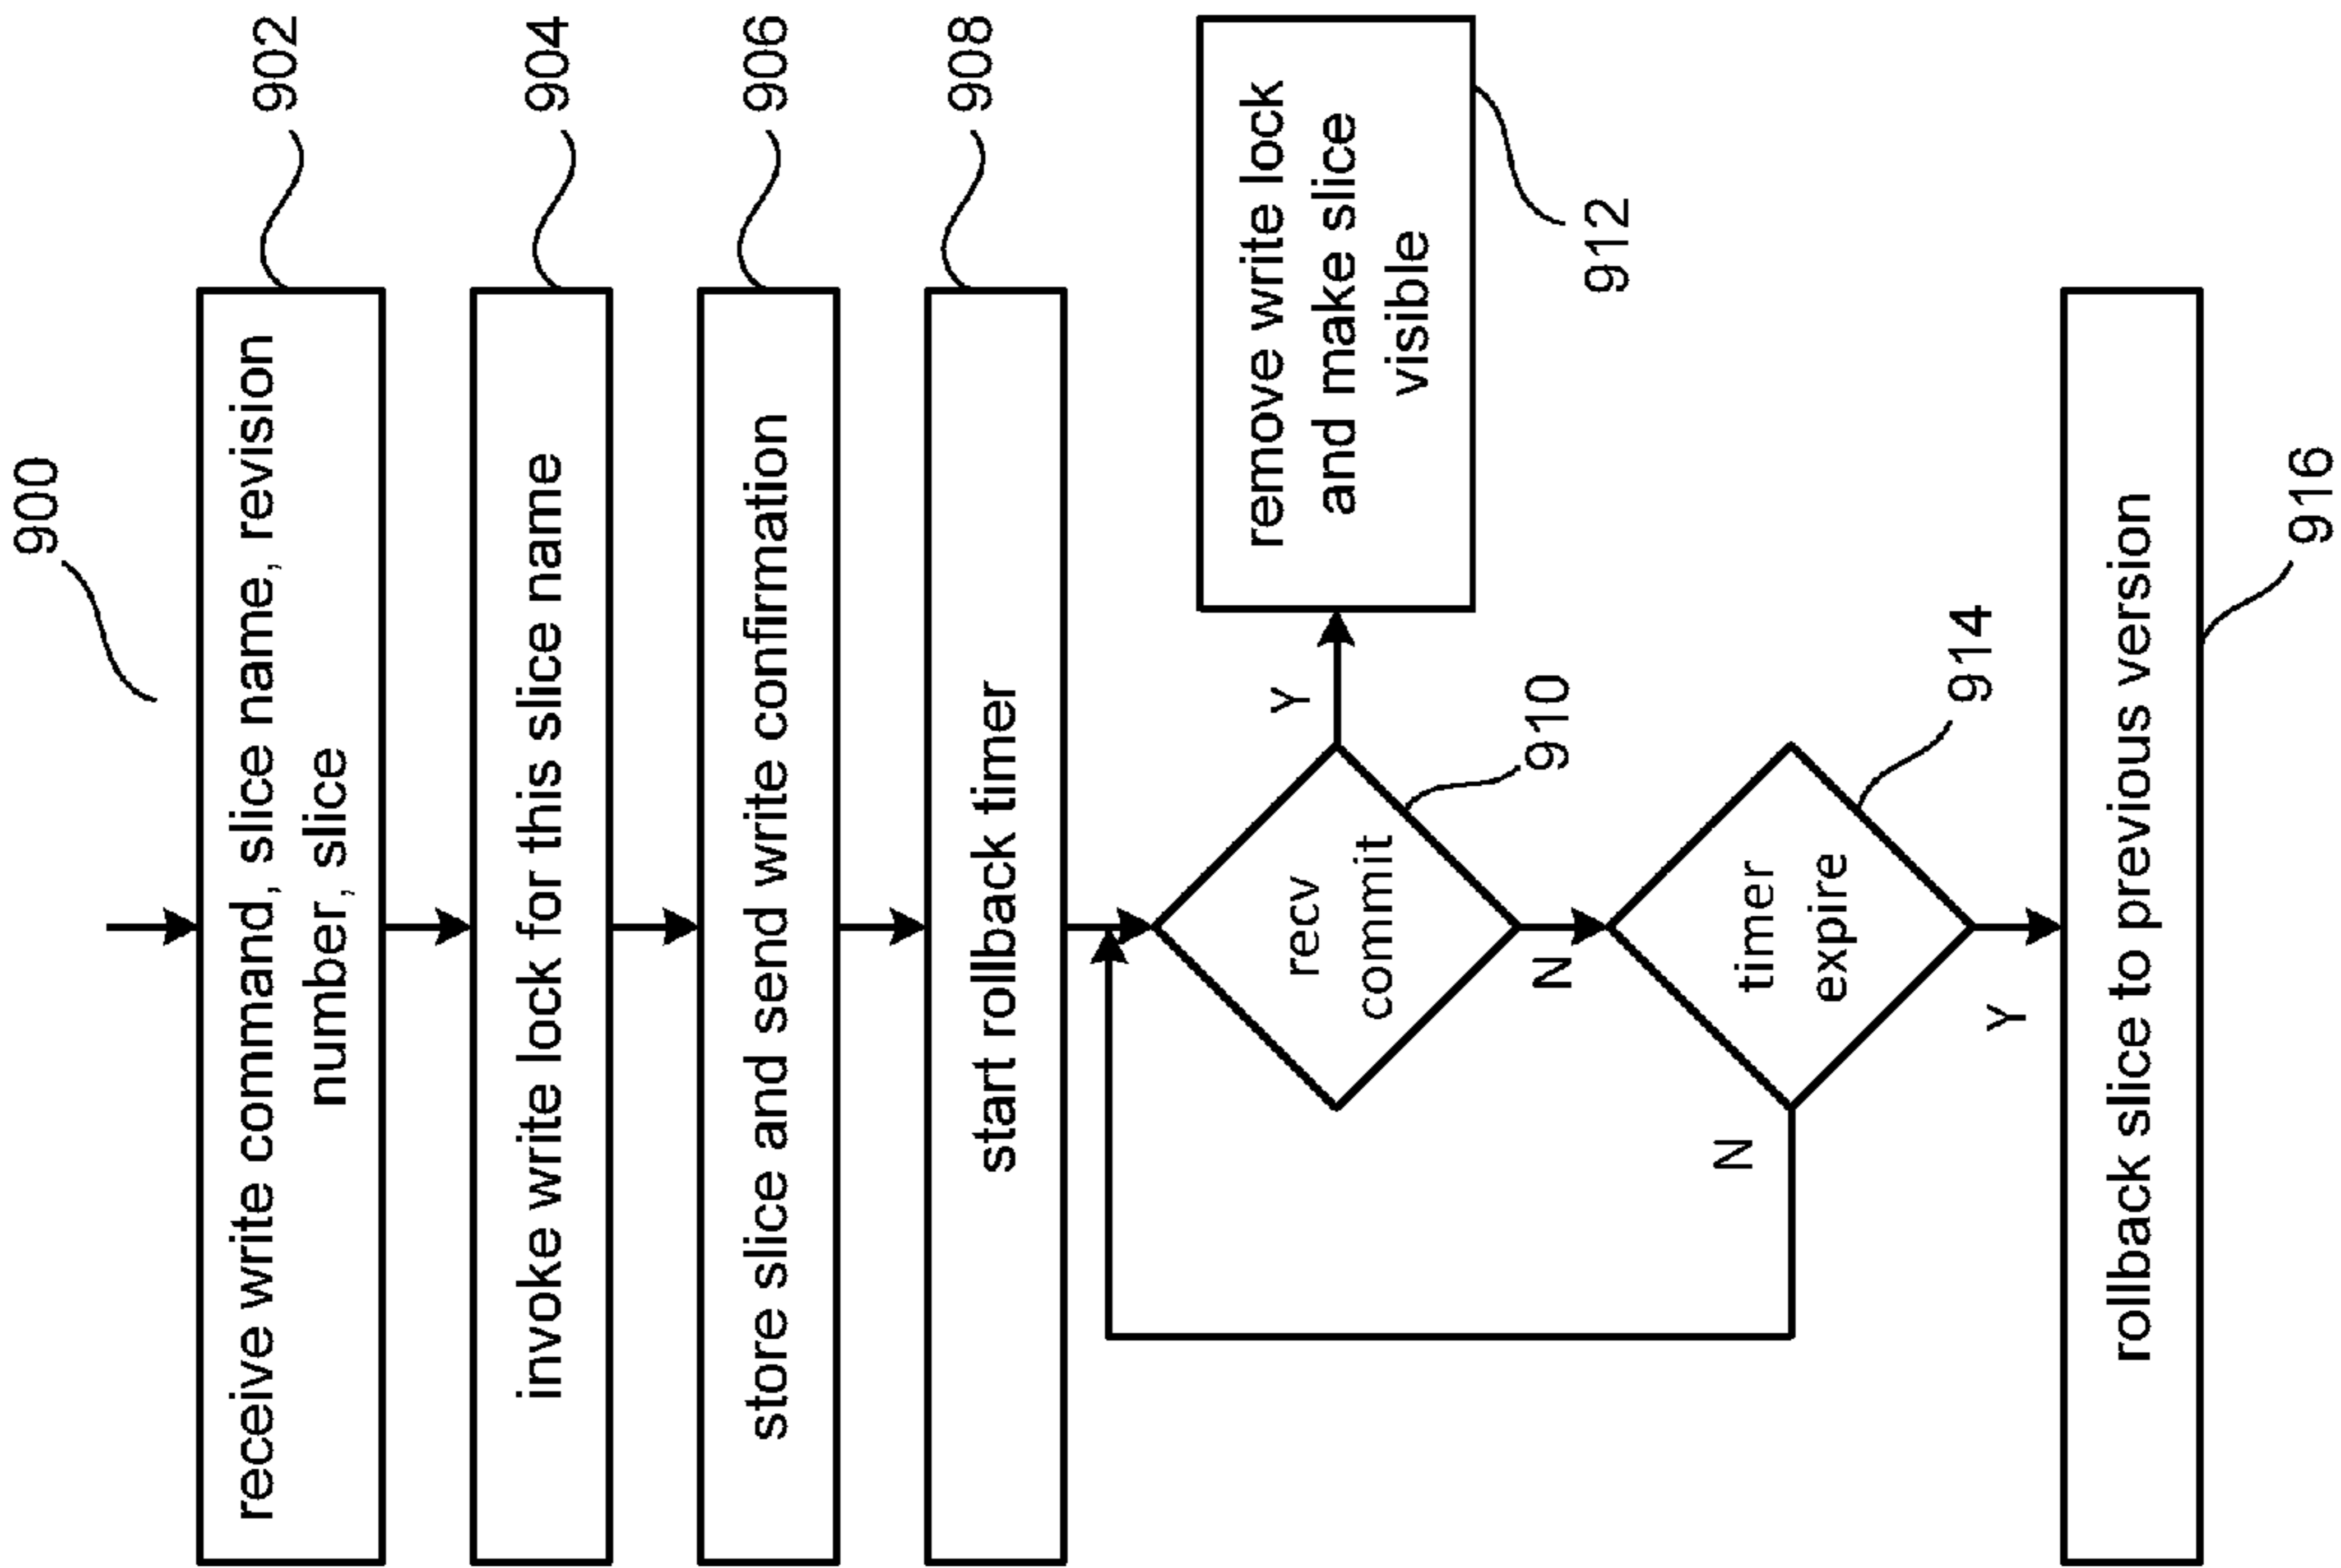 900
receive write command, slice name, revision
number, slice
902
invoke write lock for this slice name
904
store slice and send write confirmation
906
start rollback timer
908
recv
commit
910
Y
remove write lock
and make slice
visible
912
N
timer
expire
914
N
Y
rollback slice to previous version
916